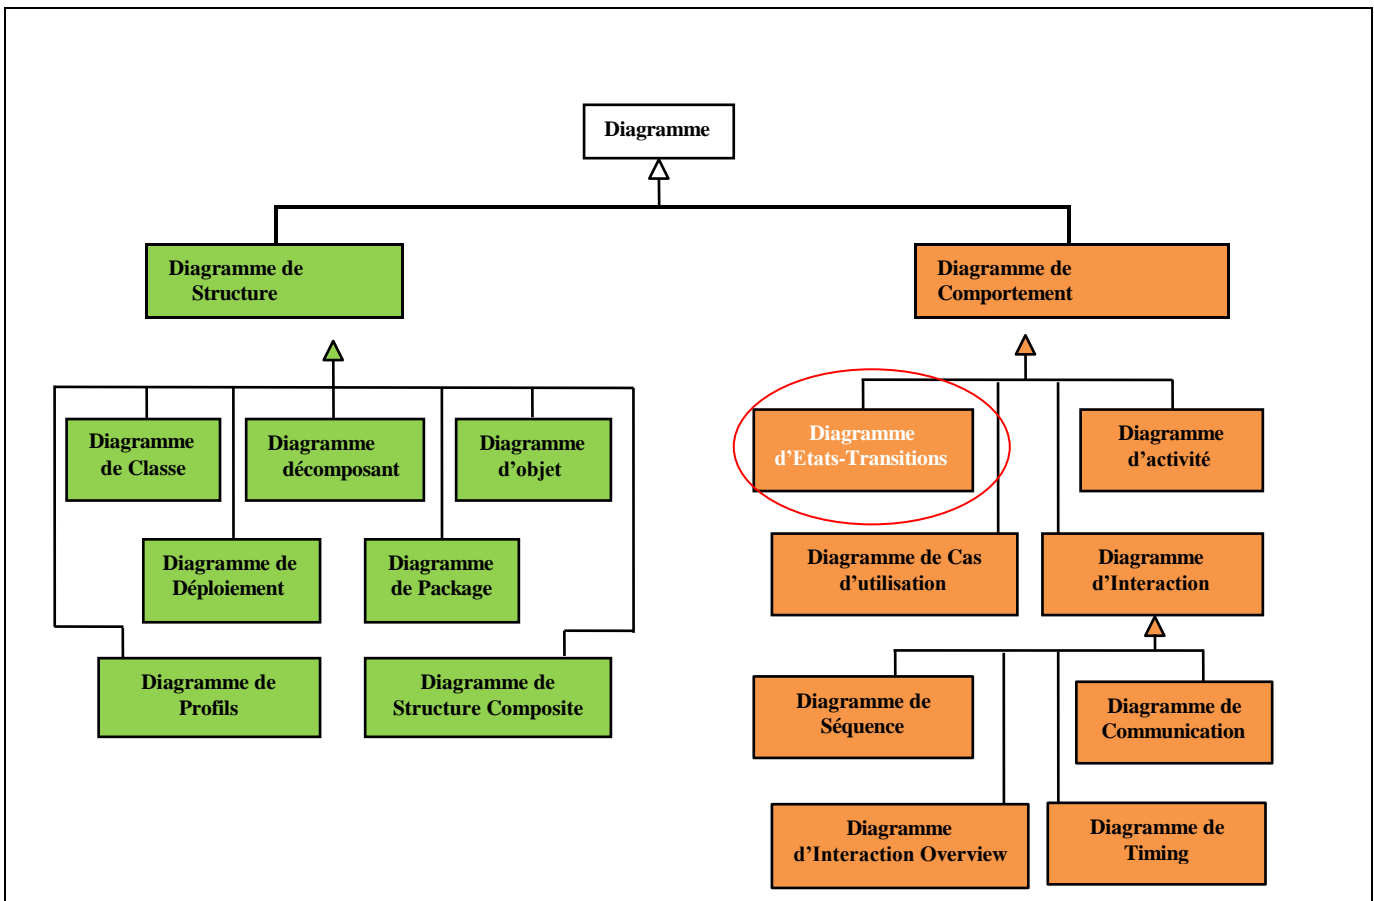 Diagramme
Diagramme de
Structure
Diagramme de
Comportement
Diagramme
de Classe
Diagramme
décomposant
Diagramme
d'objet
Diagramme
d’Etats-Transitions
Diagramme
d’activité
Diagramme de
Déploiement
Diagramme
de Package
Diagramme de Cas
d’utilisation
Diagramme
d’Interaction
Diagramme de
Profils
Diagramme de
Structure Composite
Diagramme de
Séquence
Diagramme de
Communication
Diagramme
d’Interaction Overview
Diagramme de
Timing